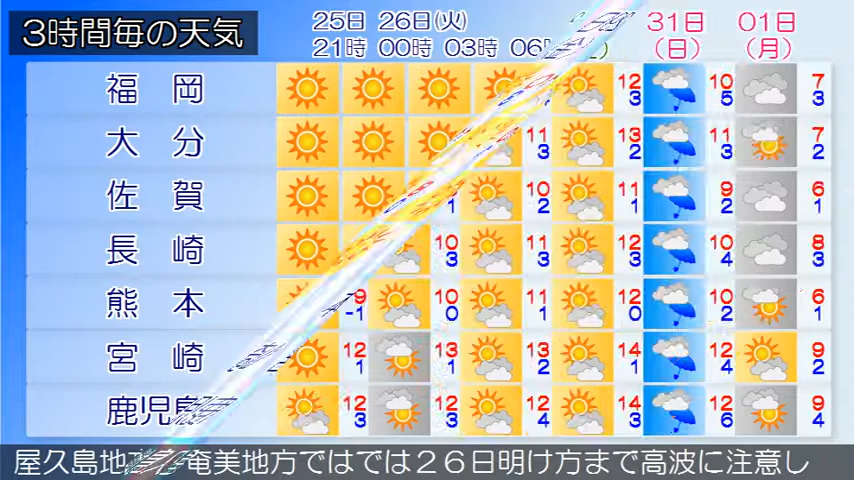 3時間毎の天気
25日 26日(火) 31日 01日
21時 00時 03時 06 (日) (月)
福岡 12 3 10 5 7 3
大分 11 3 13 2 11 3 7 2
佐賀 1 10 2 11 1 9 2 6 1
長崎 10 3 11 3 12 3 10 4 8 3
熊本 9 -1 10 0 11 1 12 0 10 2 6 1
宮崎 12 1 13 1 13 2 14 1 12 4 9 2
鹿児島 12 3 12 3 12 4 14 3 12 6 9 4
屋久島地 奄美地方ではでは26日明け方まで高波に注意し